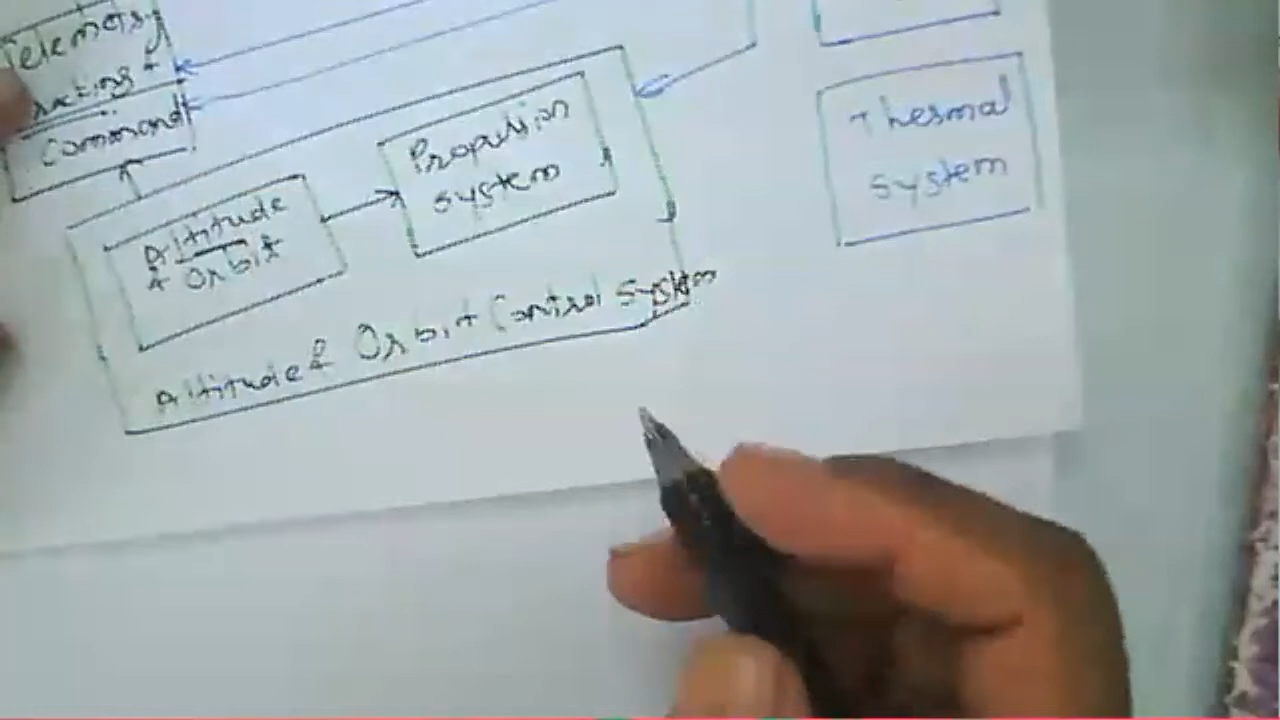 Telemetry
Tracking &
Command
Altitude
& Orbit
Propulsion
system
Altitude & Orbit Control System
Thermal
System